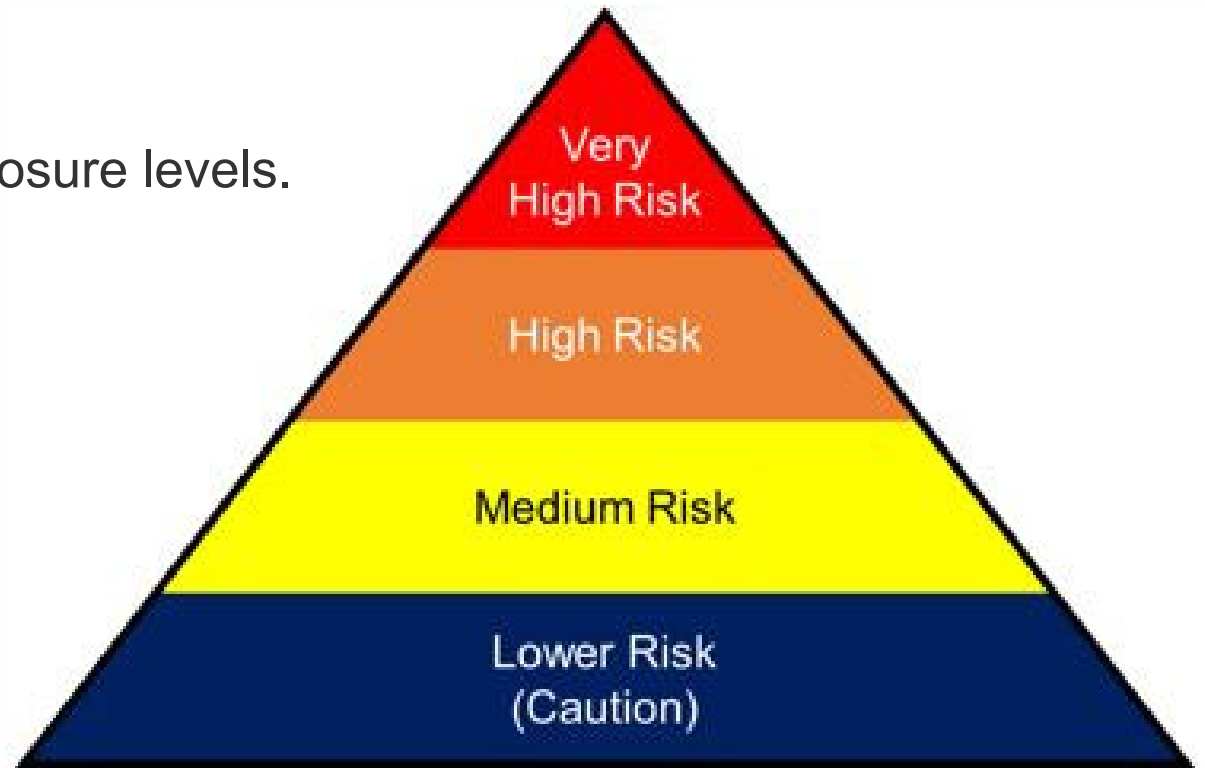 osure levels.
Very
High Risk
High Risk
Medium Risk
Lower Risk
(Caution)